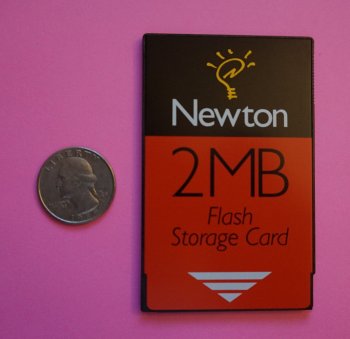 LIBERTY
Newton
2MB
Flash
Storage Card